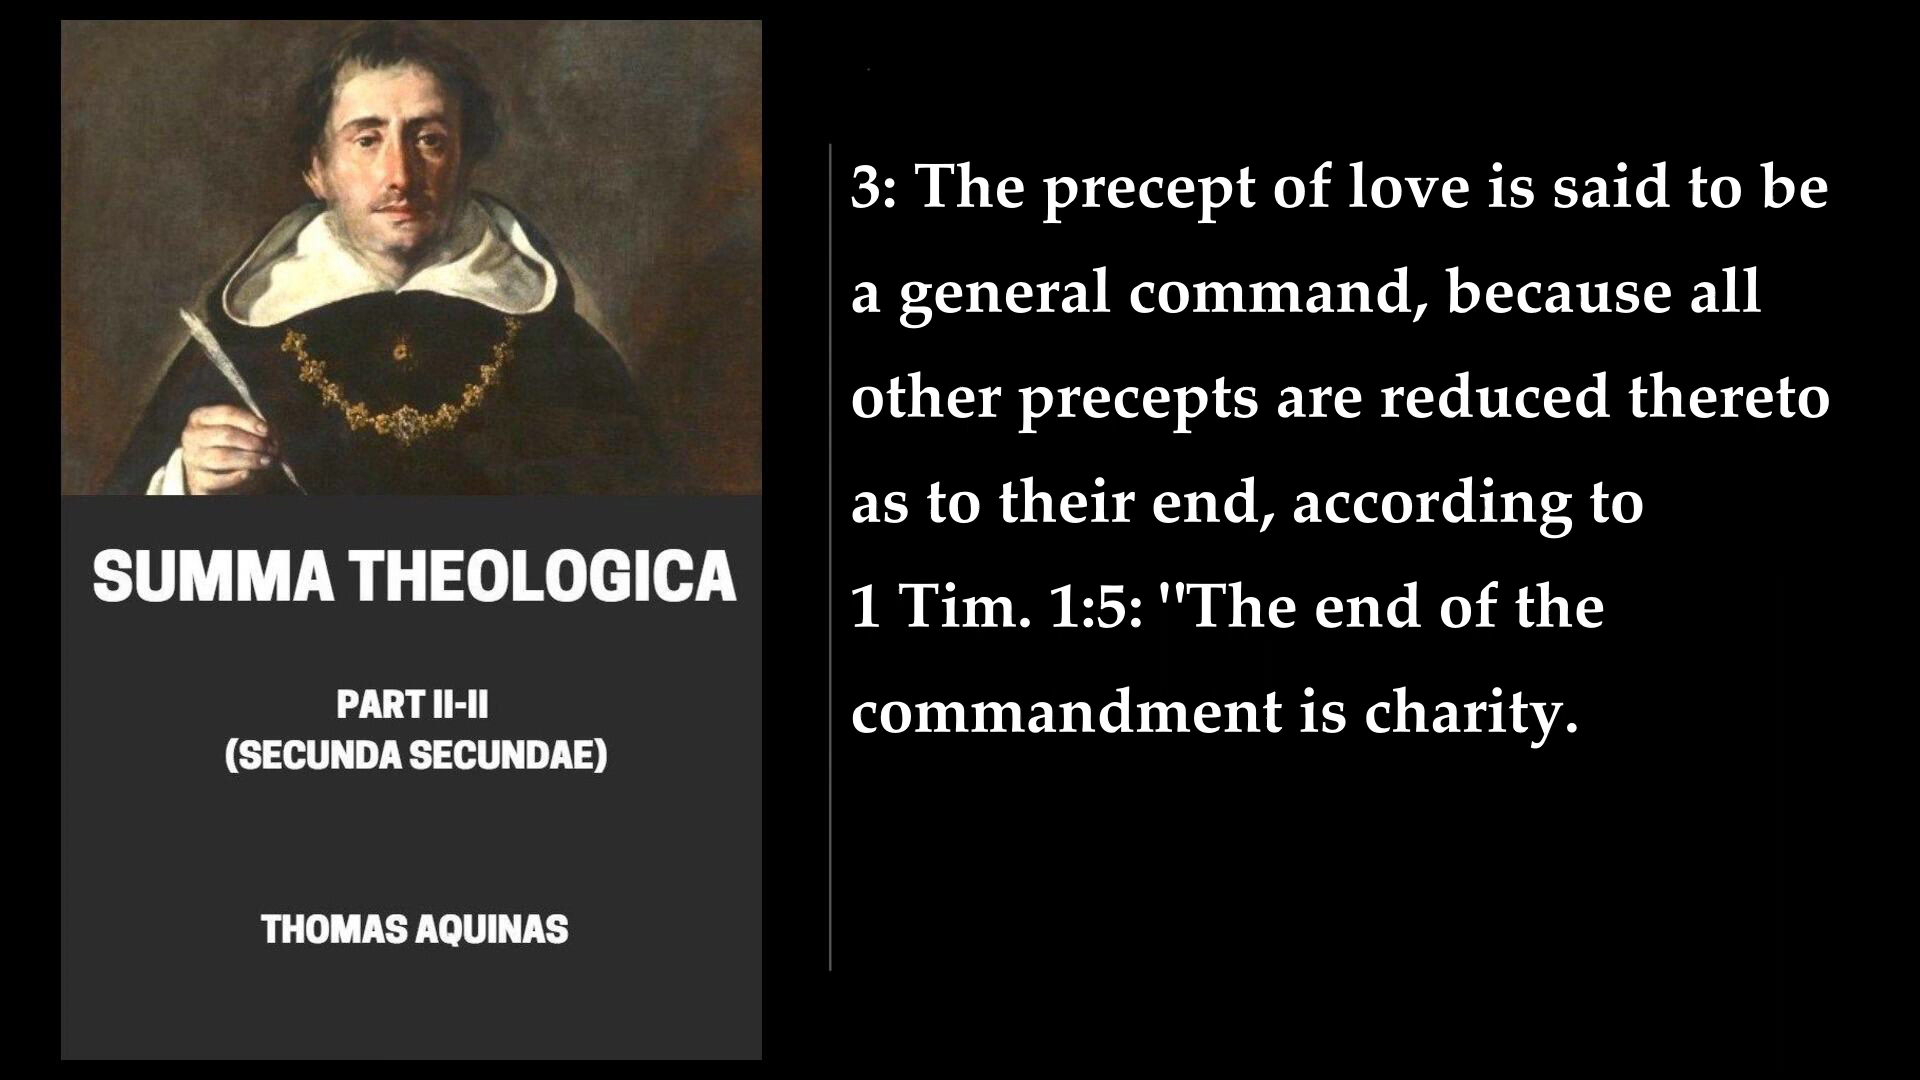 SUMMA THEOLOGICA
PART II-II
(SECUNDA SECUNDAE)
THOMAS AQUINAS
3: The precept of love is said to be
a general command, because all
other precepts are reduced thereto
as to their end, according to
1 Tim. 1:5: "The end of the
commandment is charity.